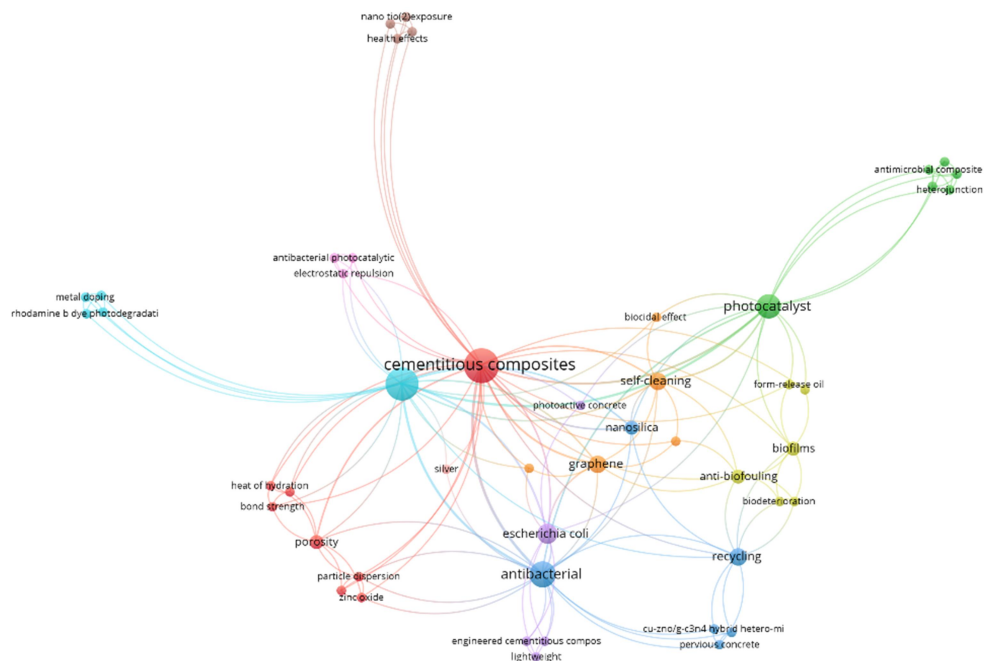 nano tio(2)exposure
health effects
antimicrobial composite
heterojunction
antibacterial photocatalytic
electrostatic repulsion
metal doping
rhodamine b dye photodegradati
photocatalyst
biocidal effect
cementitious composites
self-cleaning
form-release oil
photoactive concrete
nanosilica
biofilms
silver
graphene
anti-biofouling
heat of hydration
biodeterioration
bond strength
escherichia coli
porosity
recycling
antibacterial
particle dispersion
zinc oxide
cu-zno/g-c3n4 hybrid hetero-mi
engineered cementitious compos
pervious concrete
lightweight